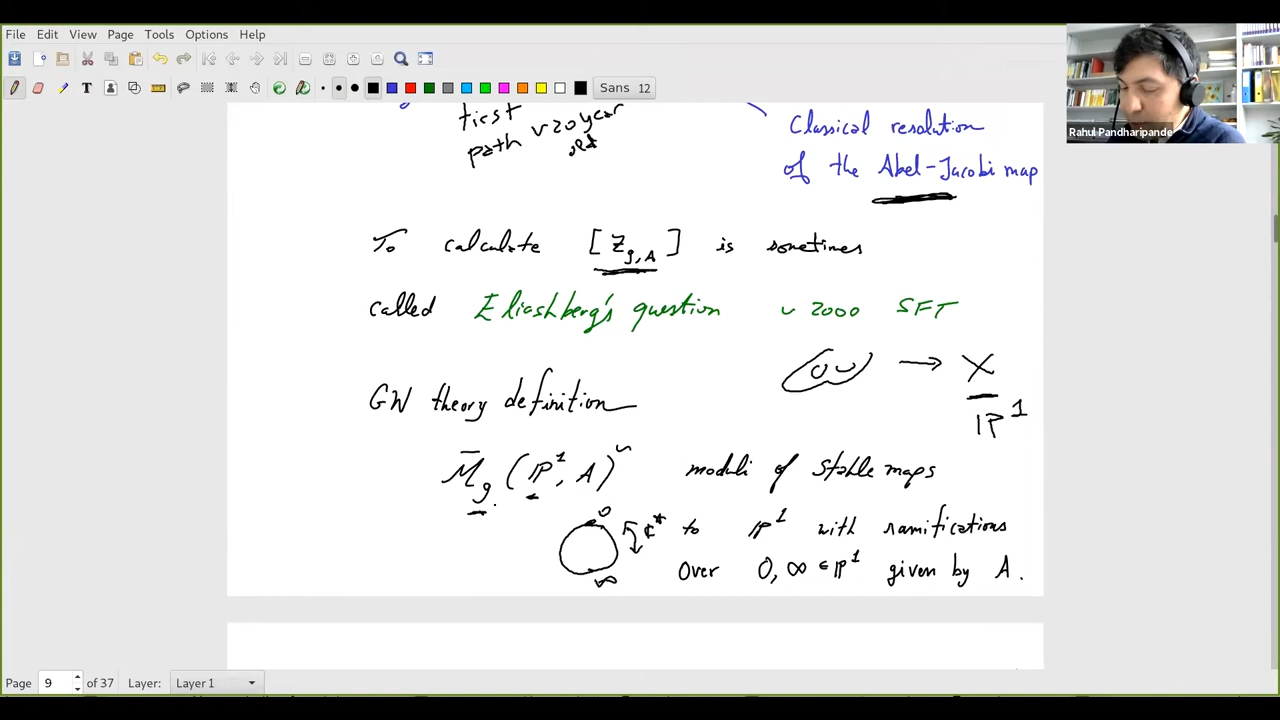 File Edit View Page Tools Options Help
Sans 12
Rahul Pandharipande
first
path ~ 20 year
Classical resolution
of the Abel-Jacobi map
To calculate [Z_{g,A}] is sometimes
called Eliashberg's question ~ 2000 SFT
→ X
GW theory definition
ℙ^1
M̄_g (ℙ^1, A)^~ moduli of stable maps
0 ℂ* to ℙ^1 with ramifications
∞ over 0, ∞ ∈ ℙ^1 given by A.
Page 9 of 37 Layer: Layer 1